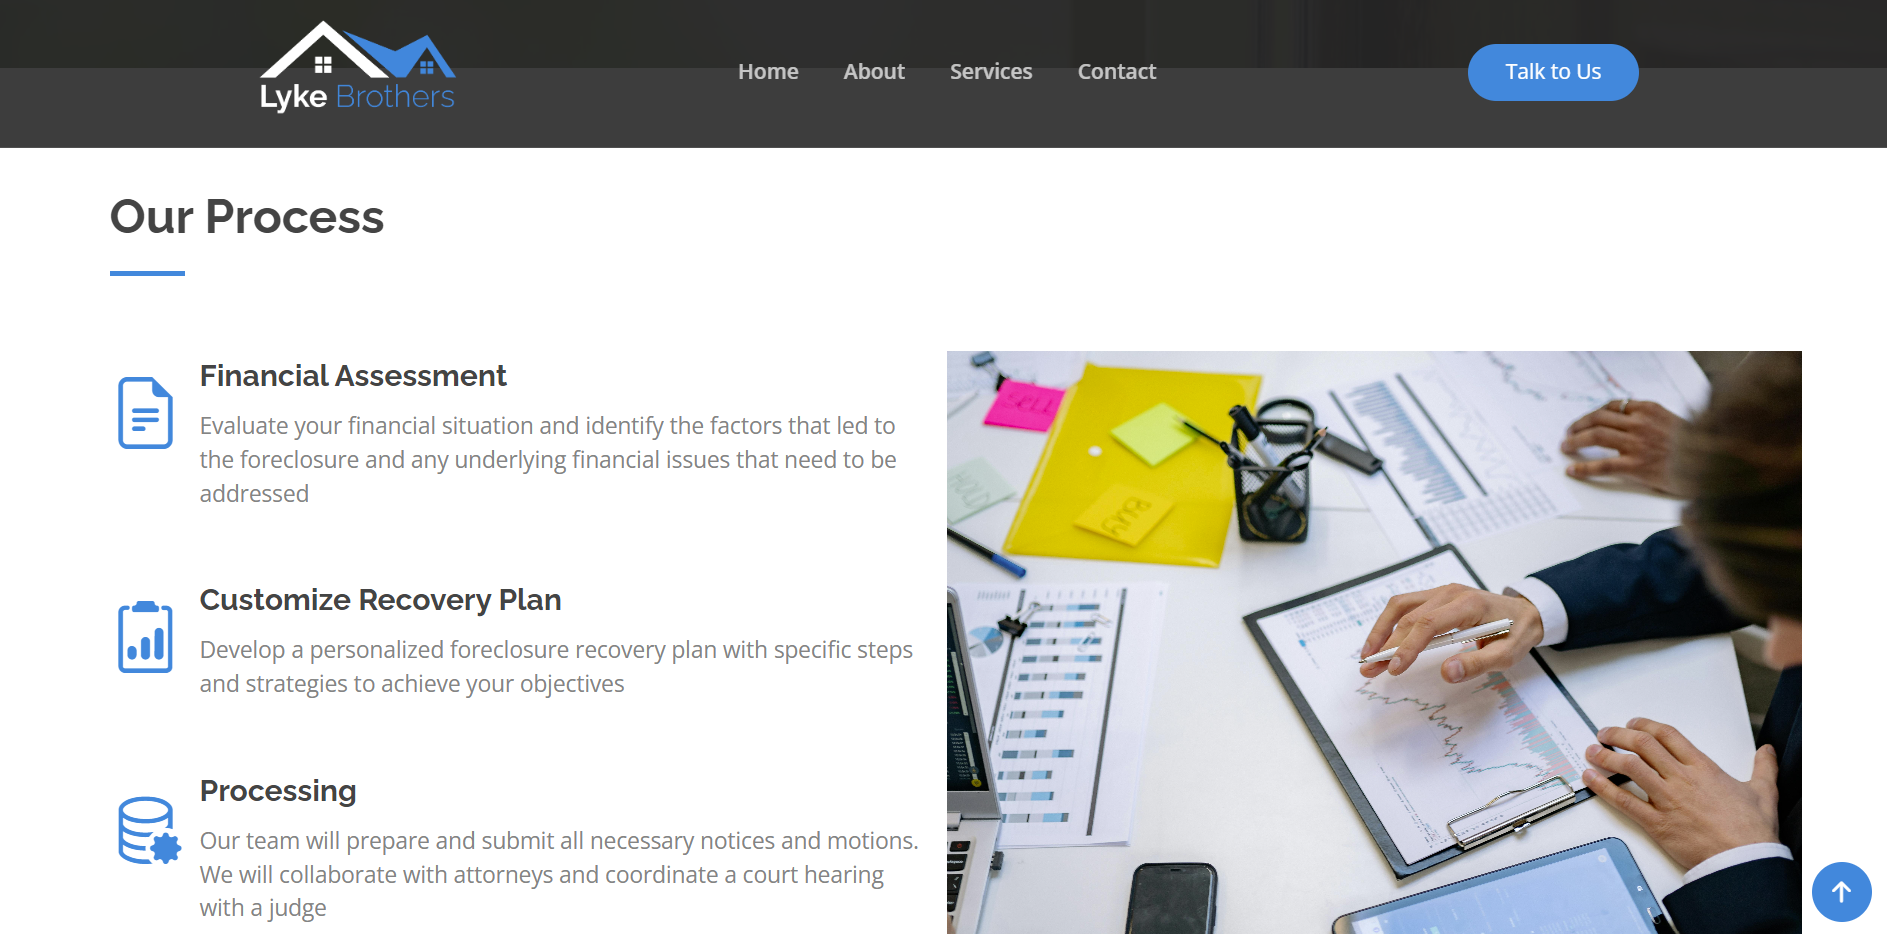 Lyke Brothers
Home
About
Services
Contact
Talk to Us
Our Process
Financial Assessment
Evaluate your financial situation and identify the factors that led to
the foreclosure and any underlying financial issues that need to be
addressed
Customize Recovery Plan
Develop a personalized foreclosure recovery plan with specific steps
and strategies to achieve your objectives
Processing
Our team will prepare and submit all necessary notices and motions.
We will collaborate with attorneys and coordinate a court hearing
with a judge
SELL
HOLD
BUY